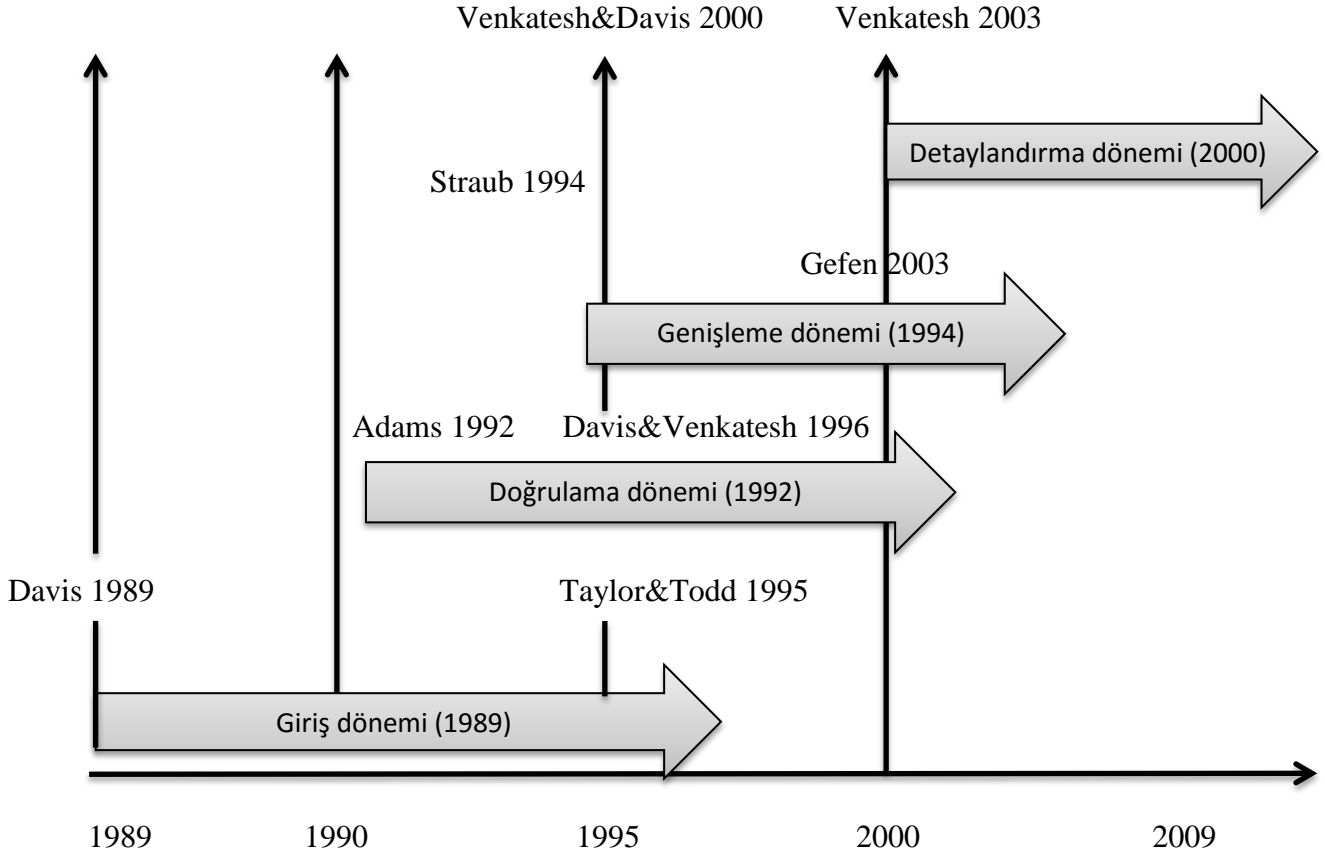 Venkatesh&Davis 2000
Venkatesh 2003
Detaylandırma dönemi (2000)
Straub 1994
Gefen 2003
Genişleme dönemi (1994)
Adams 1992
Davis&Venkatesh 1996
Doğrulama dönemi (1992)
Davis 1989
Taylor&Todd 1995
Giriş dönemi (1989)
1989
1990
1995
2000
2009